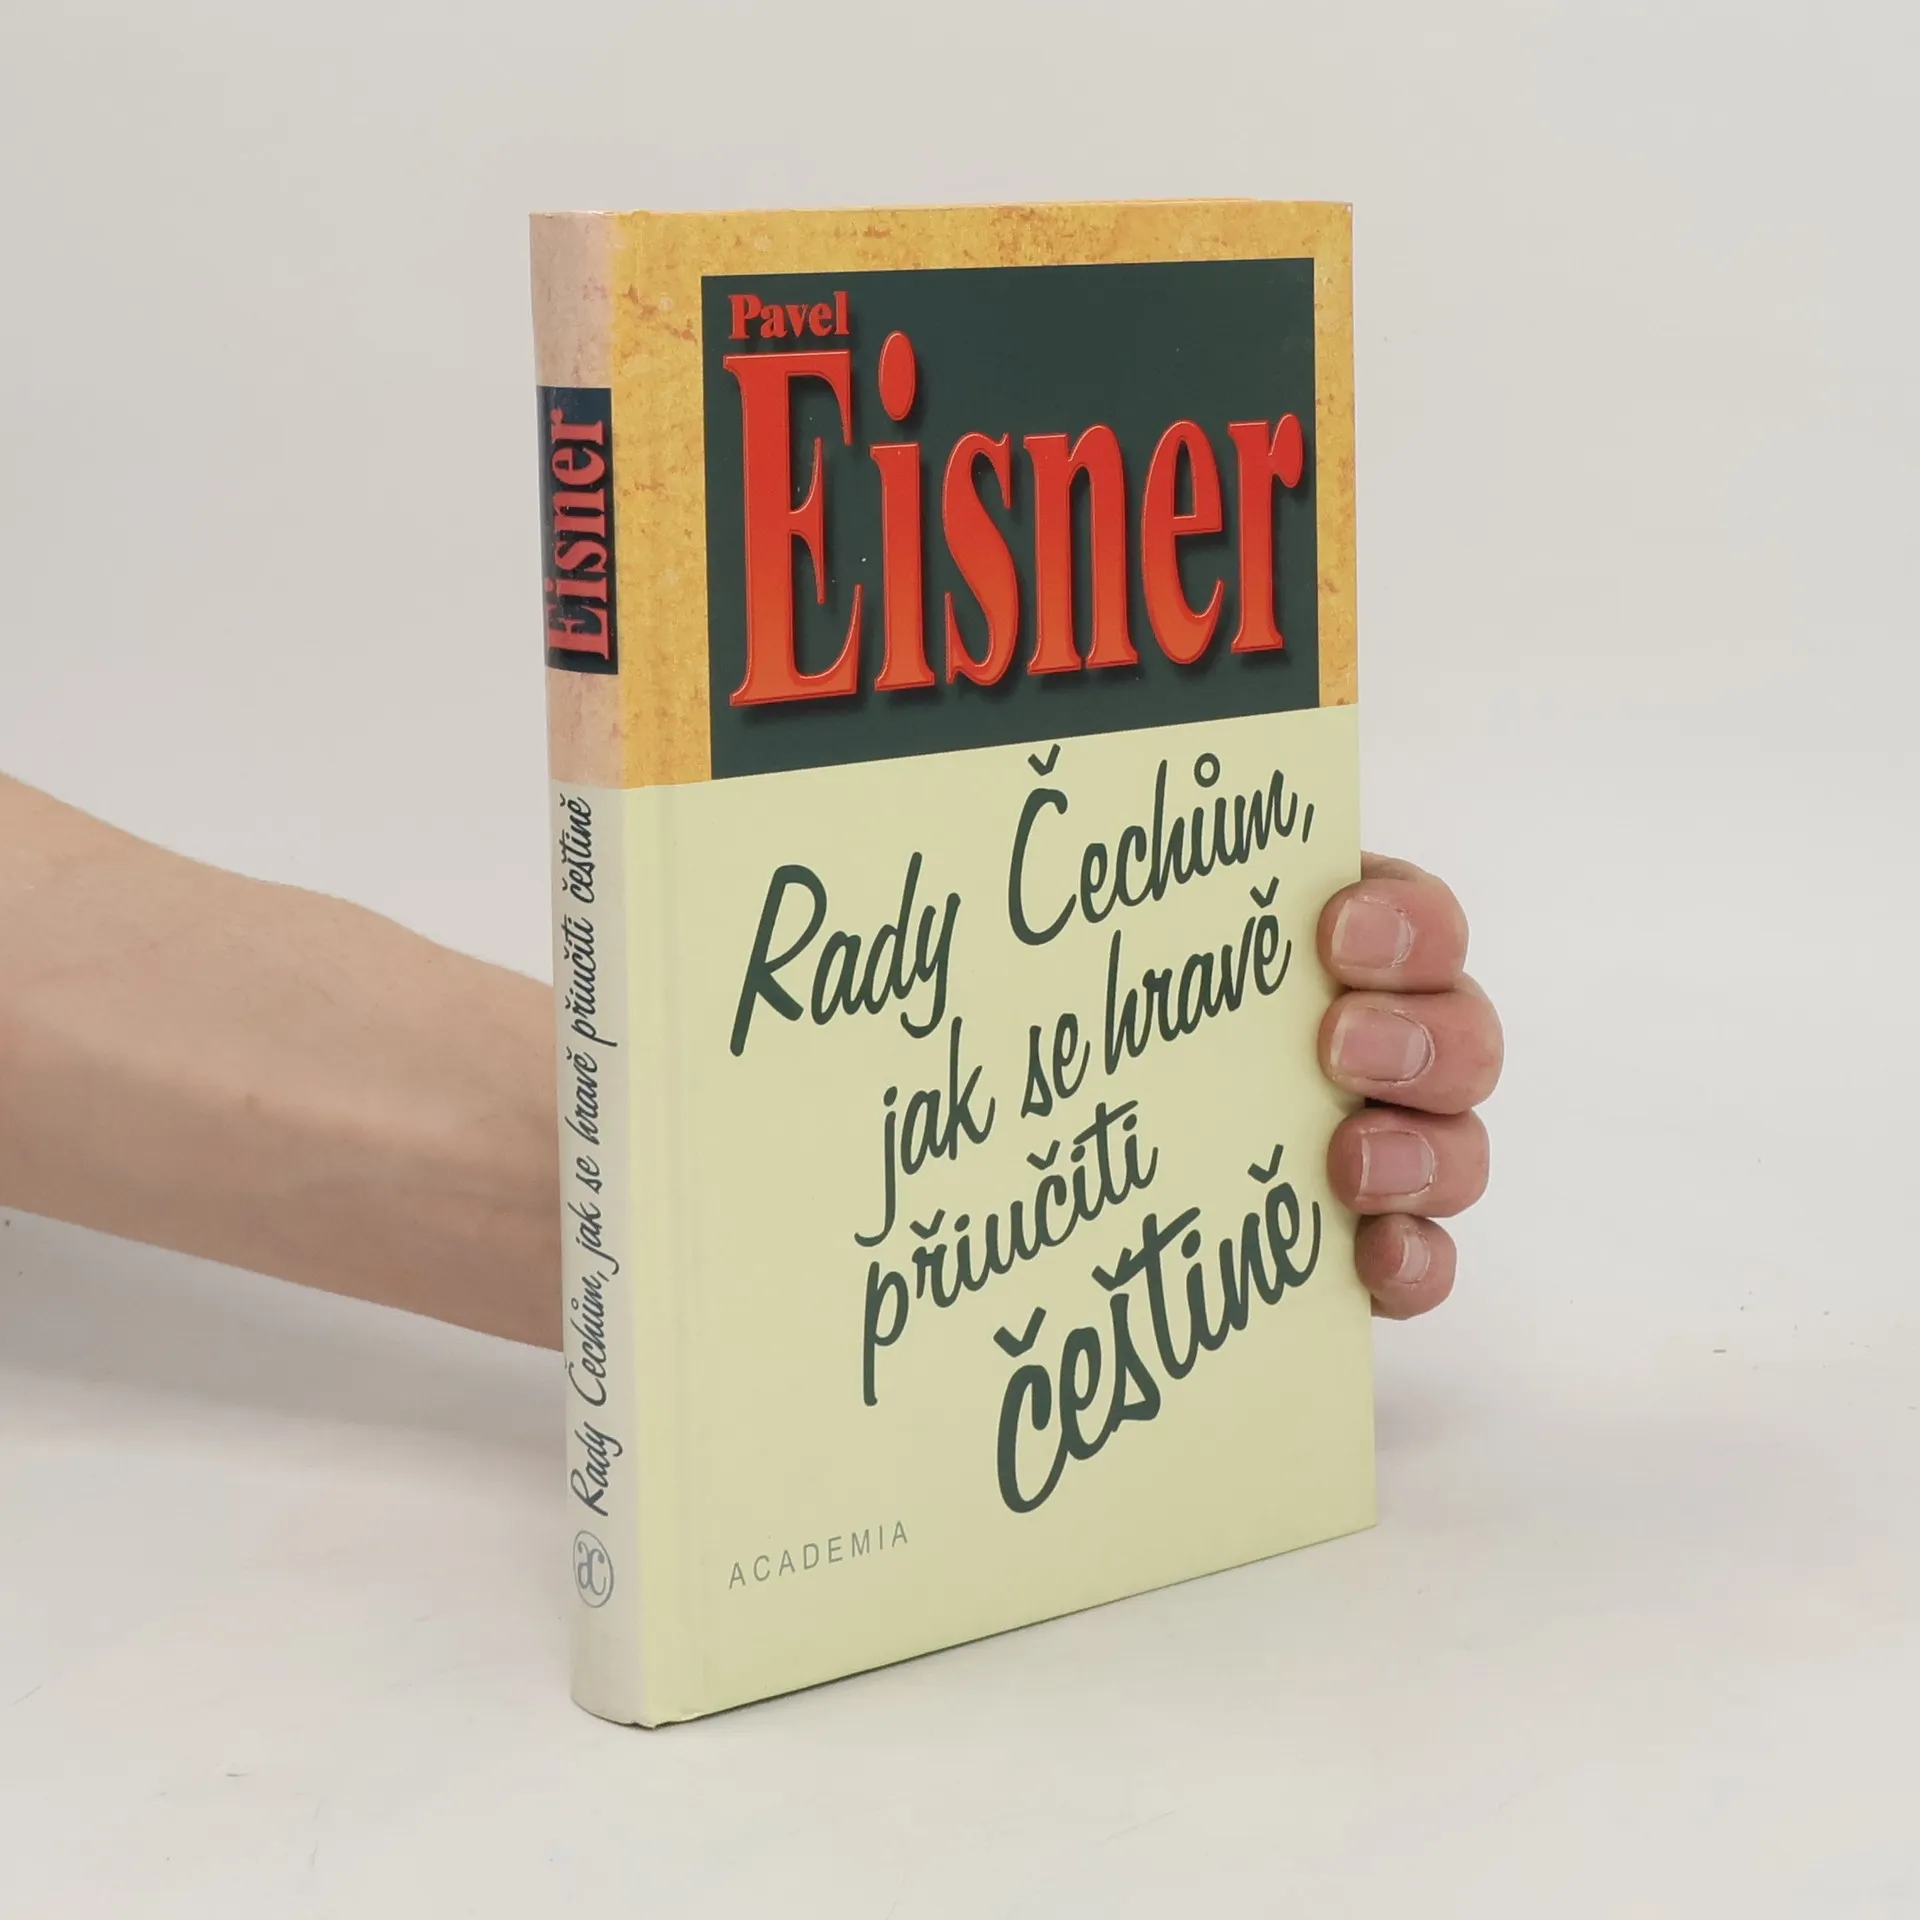 Pavel
Eisner
Rady Čechům,
jak se hravě
přiučiti
češtině
ACADEMIA
Eisner
Rady Čechům, jak se hravě přiučiti češtině